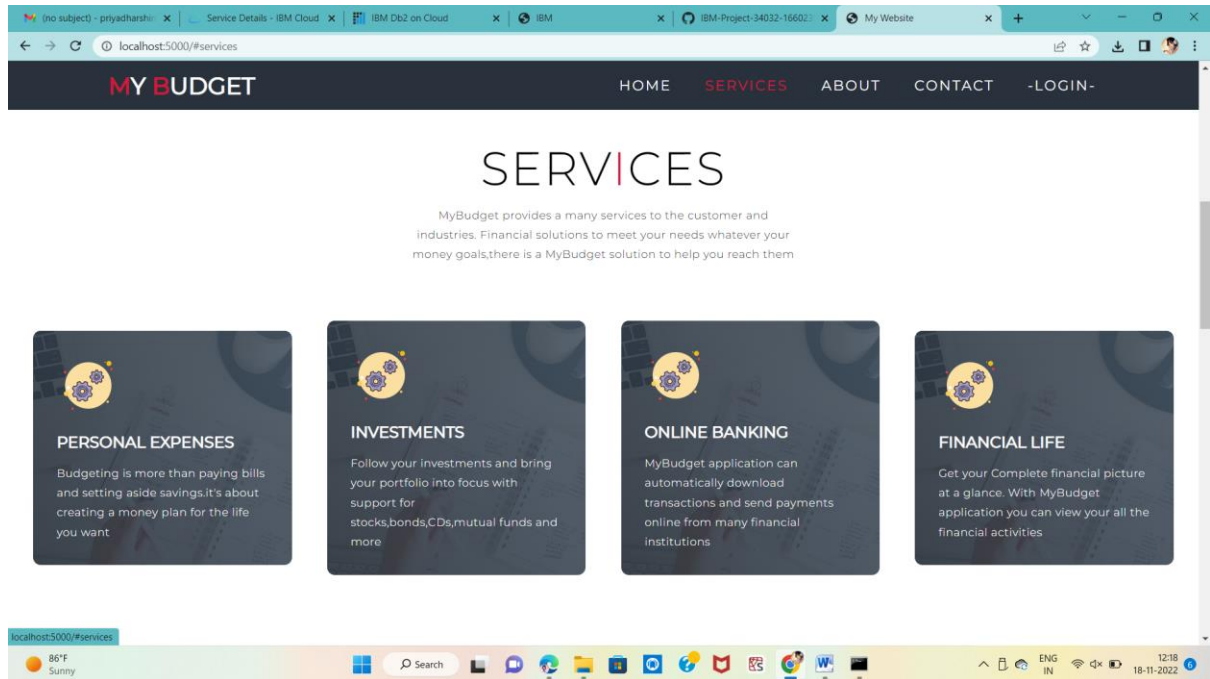 (no subject) - priyadharshin
Service Details - IBM Cloud
IBM Db2 on Cloud
IBM
IBM-Project-34032-16602
My Website
localhost:5000/#services
MY BUDGET
HOME SERVICES ABOUT CONTACT -LOGIN-
SERVICES
MyBudget provides a many services to the customer and
industries. Financial solutions to meet your needs whatever your
money goals,there is a MyBudget solution to help you reach them
PERSONAL EXPENSES
Budgeting is more than paying bills
and setting aside savings.it's about
creating a money plan for the life
you want
INVESTMENTS
Follow your investments and bring
your portfolio into focus with
support for
stocks,bonds,CDs,mutual funds and
more
ONLINE BANKING
MyBudget application can
automatically download
transactions and send payments
online from many financial
institutions
FINANCIAL LIFE
Get your Complete financial picture
at a glance. With MyBudget
application you can view your all the
financial activities
localhost:5000/#services
86°F
Sunny
Search
ENG
IN
12:18
18-11-2022
6